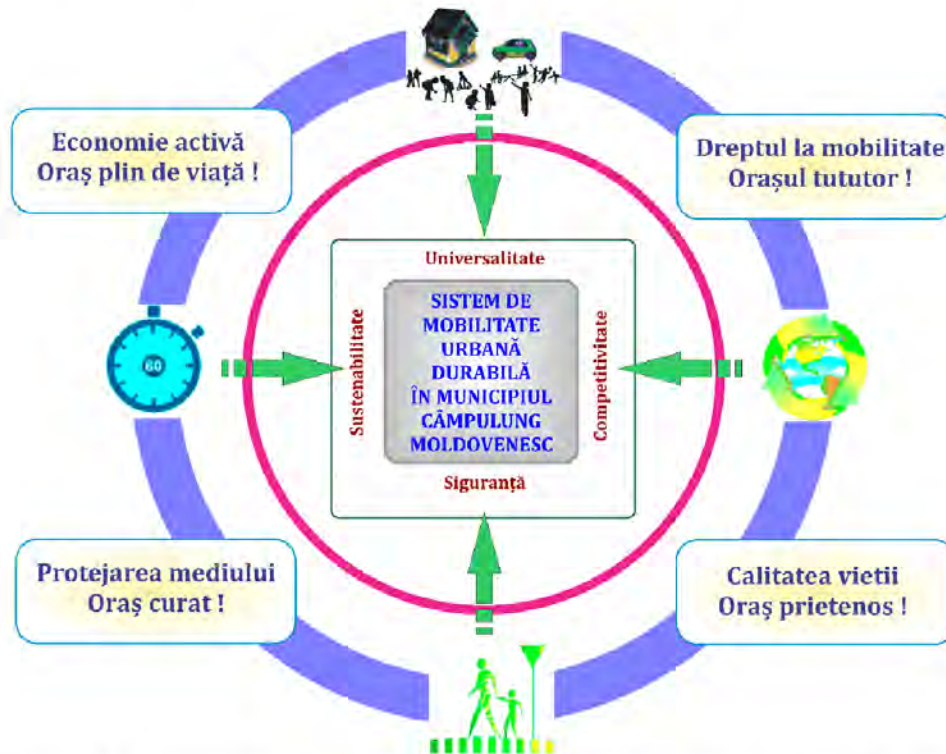 Economie activă
Oraș plin de viață !
Dreptul la mobilitate
Orașul tututor !
Universalitate
Sustenabilitate
SISTEM DE
MOBILITATE
URBANĂ
DURABILĂ
ÎN MUNICIPIUL
CÂMPULUNG
MOLDOVENESC
Competitivitate
Siguranță
60
Protejarea mediului
Oraș curat !
Calitatea vietii
Oraș prietenos !